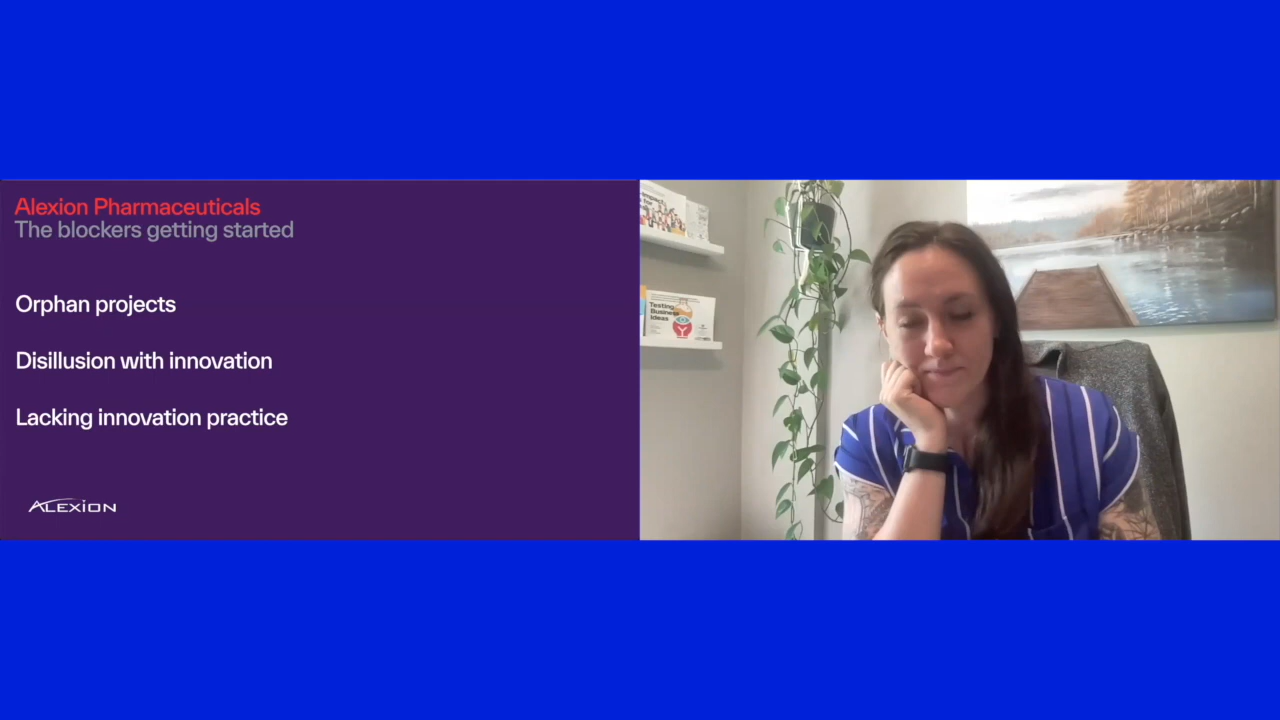 Alexion Pharmaceuticals
The blockers getting started
Orphan projects
Disillusion with innovation
Lacking innovation practice
ALEXION
Testing
Business
Ideas